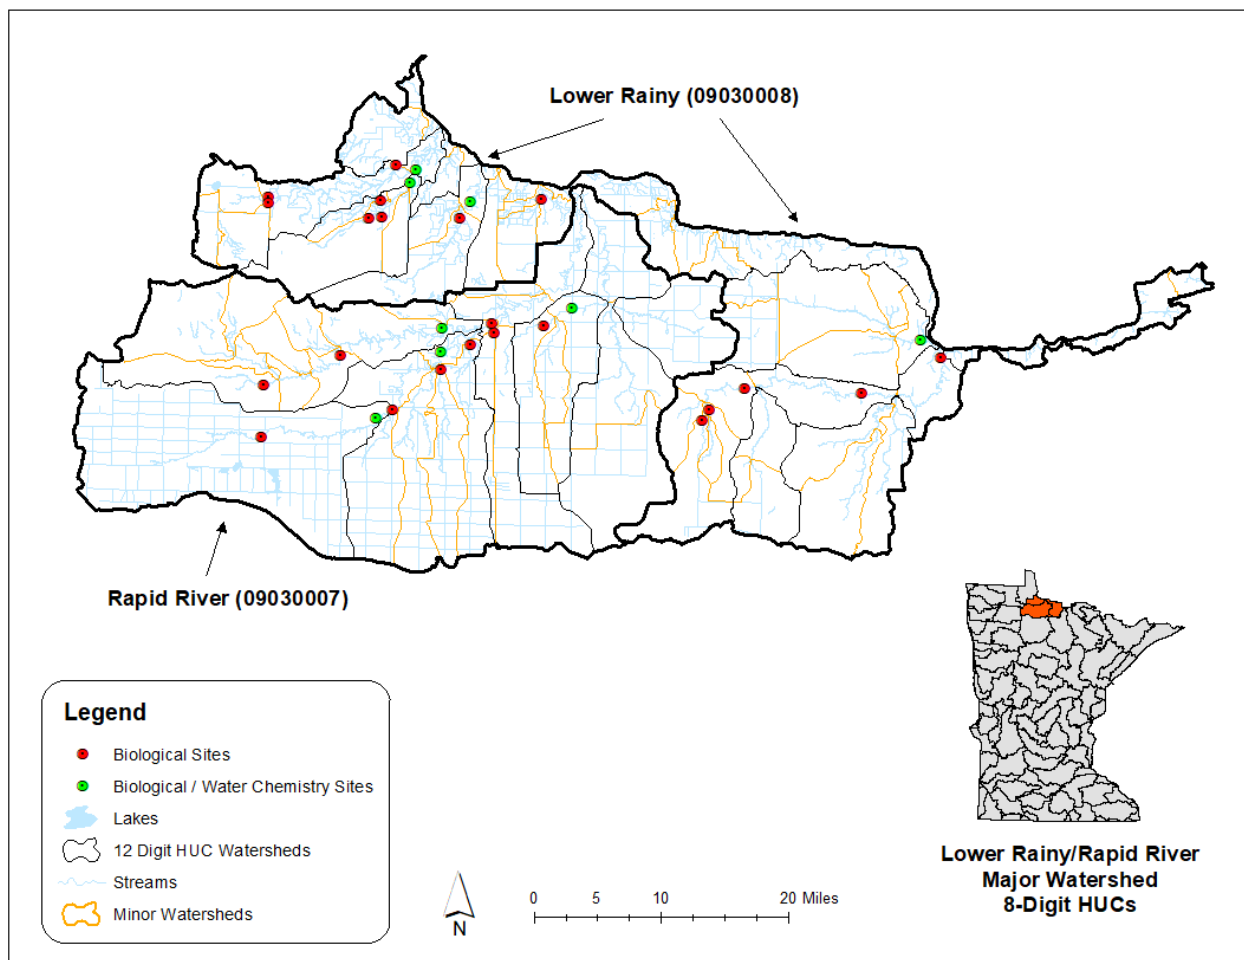 Lower Rainy (09030008)
Rapid River (09030007)
Legend
Biological Sites
Biological / Water Chemistry Sites
Lakes
12 Digit HUC Watersheds
Streams
Minor Watersheds
N
0 5 10 20 Miles
Lower Rainy/Rapid River
Major Watershed
8-Digit HUCs